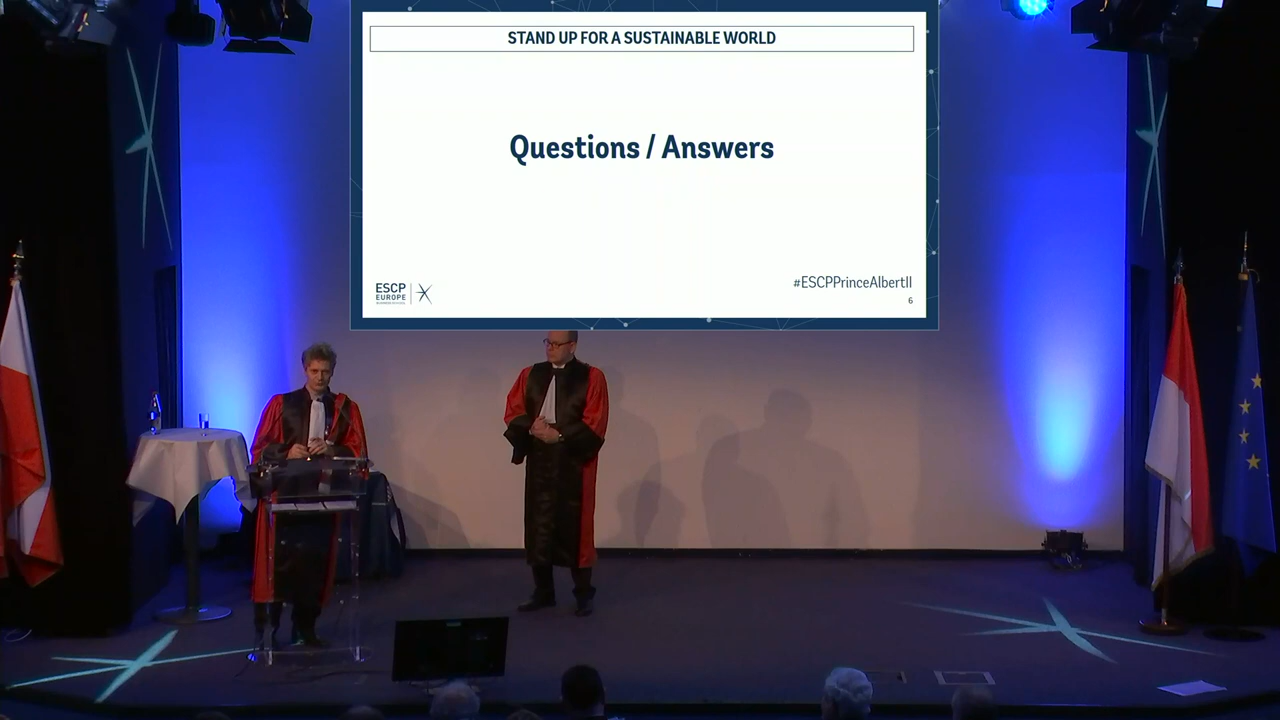 STAND UP FOR A SUSTAINABLE WORLD
Questions / Answers
#ESCPPrinceAlbertII
ESCP
EUROPE
6